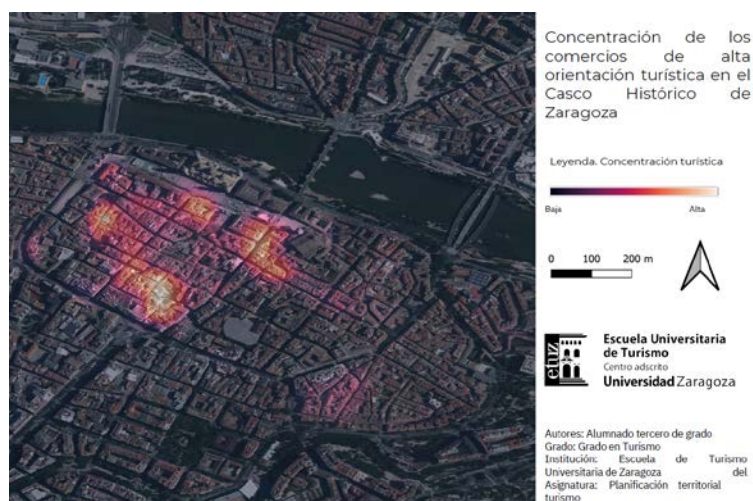 Concentración de los
comercios de alta
orientación turística en el
Casco Histórico de
Zaragoza
Leyenda. Concentración turística
Baja Alta
0 100 200 m
etuz
Escuela Universitaria
de Turismo
Centro adscrito
Universidad Zaragoza
Autores: Alumnado tercero de grado
Grado: Grado en Turismo
Institución: Escuela de Turismo
Universitaria de Zaragoza del
Asignatura: Planificación territorial
turismo